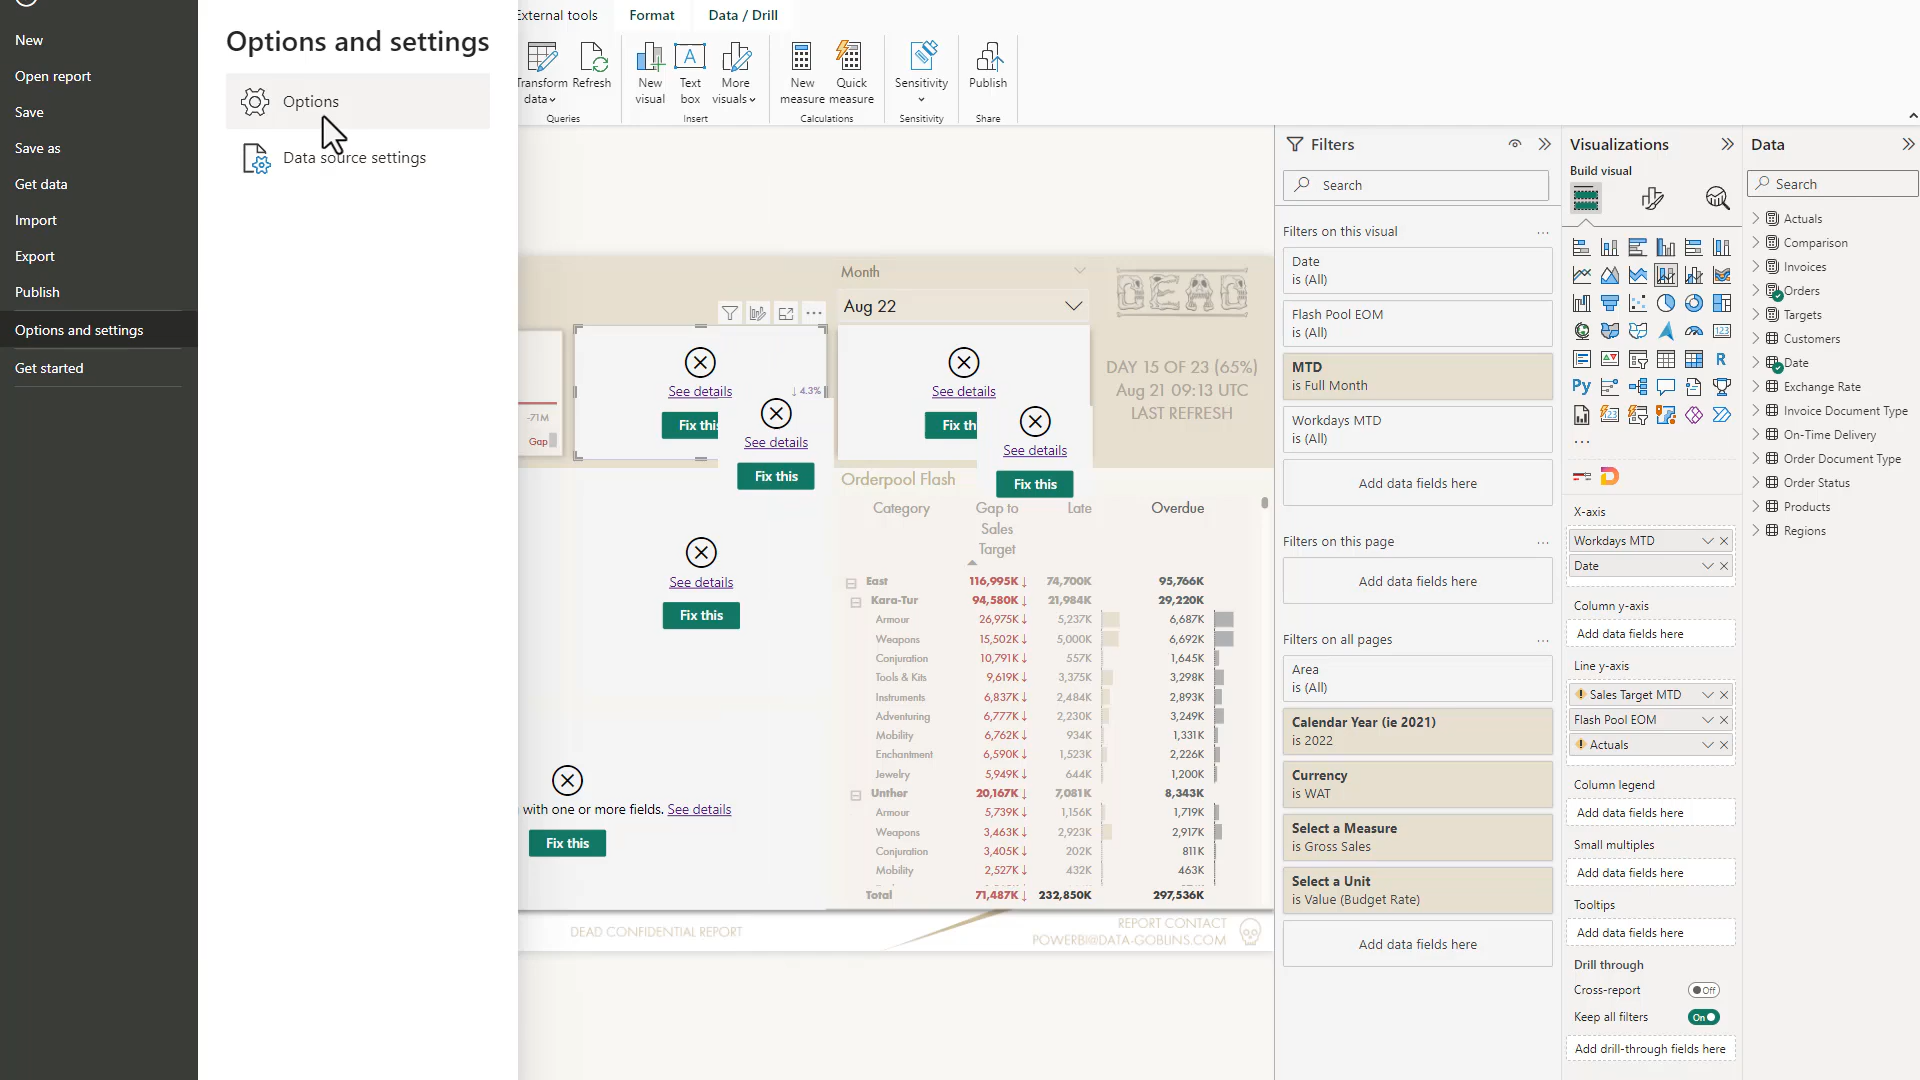 New
Open report
Save
Save as
Get data
Import
Export
Publish
Options and settings
Get started
Options and settings
Options
Data source settings
External tools
Format
Data / Drill
Transform data
Refresh
New visual
Text box
More visuals
New measure
Quick measure
Sensitivity
Publish
Queries
Insert
Calculations
Sensitivity
Share
Month
Aug 22
DEAD
DAY 15 OF 23 (65%)
Aug 21 09:13 UTC
LAST REFRESH
-71M
Gap
See details
↓ 4.3%
Fix this
See details
Fix this
See details
Fix th
See details
Fix this
See details
Fix this
with one or more fields. See details
Fix this
Orderpool Flash
Category Gap to Sales Target Late Overdue
East 116,995K ↓ 74,700K 95,766K
Kara-Tur 94,580K ↓ 21,984K 29,220K
Armour 26,975K ↓ 5,237K 6,687K
Weapons 15,502K ↓ 5,000K 6,692K
Conjuration 10,791K ↓ 557K 1,645K
Tools & Kits 9,619K ↓ 3,375K 3,298K
Instruments 6,837K ↓ 2,484K 2,893K
Adventuring 6,777K ↓ 2,230K 3,249K
Mobility 6,762K ↓ 934K 1,331K
Enchantment 6,590K ↓ 1,523K 2,226K
Jewelry 5,949K ↓ 644K 1,200K
Unther 20,167K ↓ 7,081K 8,343K
Armour 5,739K ↓ 1,156K 1,719K
Weapons 3,463K ↓ 2,923K 2,917K
Conjuration 3,405K ↓ 202K 811K
Mobility 2,527K ↓ 432K 463K
Total 71,487K ↓ 232,850K 297,536K
DEAD CONFIDENTIAL REPORT
REPORT CONTACT
POWERBI@DATA-GOBLINS.COM
Filters
Search
Filters on this visual
Date
is (All)
Flash Pool EOM
is (All)
MTD
is Full Month
Workdays MTD
is (All)
Add data fields here
Filters on this page
Add data fields here
Filters on all pages
Area
is (All)
Calendar Year (ie 2021)
is 2022
Currency
is WAT
Select a Measure
is Gross Sales
Select a Unit
is Value (Budget Rate)
Add data fields here
Visualizations
Build visual
123
R
Py
X-axis
Workdays MTD
Date
Column y-axis
Add data fields here
Line y-axis
Sales Target MTD
Flash Pool EOM
Actuals
Column legend
Add data fields here
Small multiples
Add data fields here
Tooltips
Add data fields here
Drill through
Cross-report Off
Keep all filters On
Add drill-through fields here
Data
Search
Actuals
Comparison
Invoices
Orders
Targets
Customers
Date
Exchange Rate
Invoice Document Type
On-Time Delivery
Order Document Type
Order Status
Products
Regions